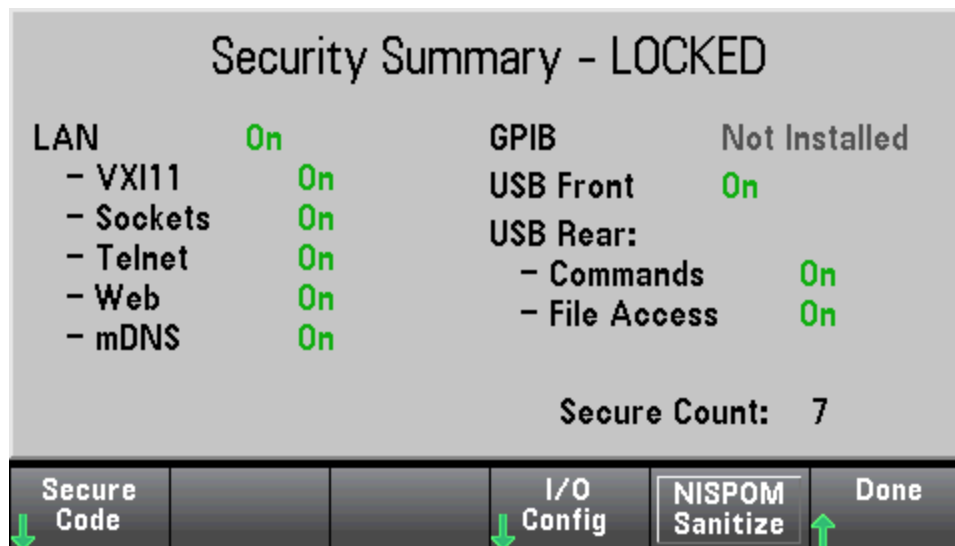 Security Summary - LOCKED
LAN On
- VXI11 On
- Sockets On
- Telnet On
- Web On
- mDNS On
GPIB Not Installed
USB Front On
USB Rear:
- Commands On
- File Access On
Secure Count: 7
Secure
Code
I/O
Config
NISPOM
Sanitize
Done